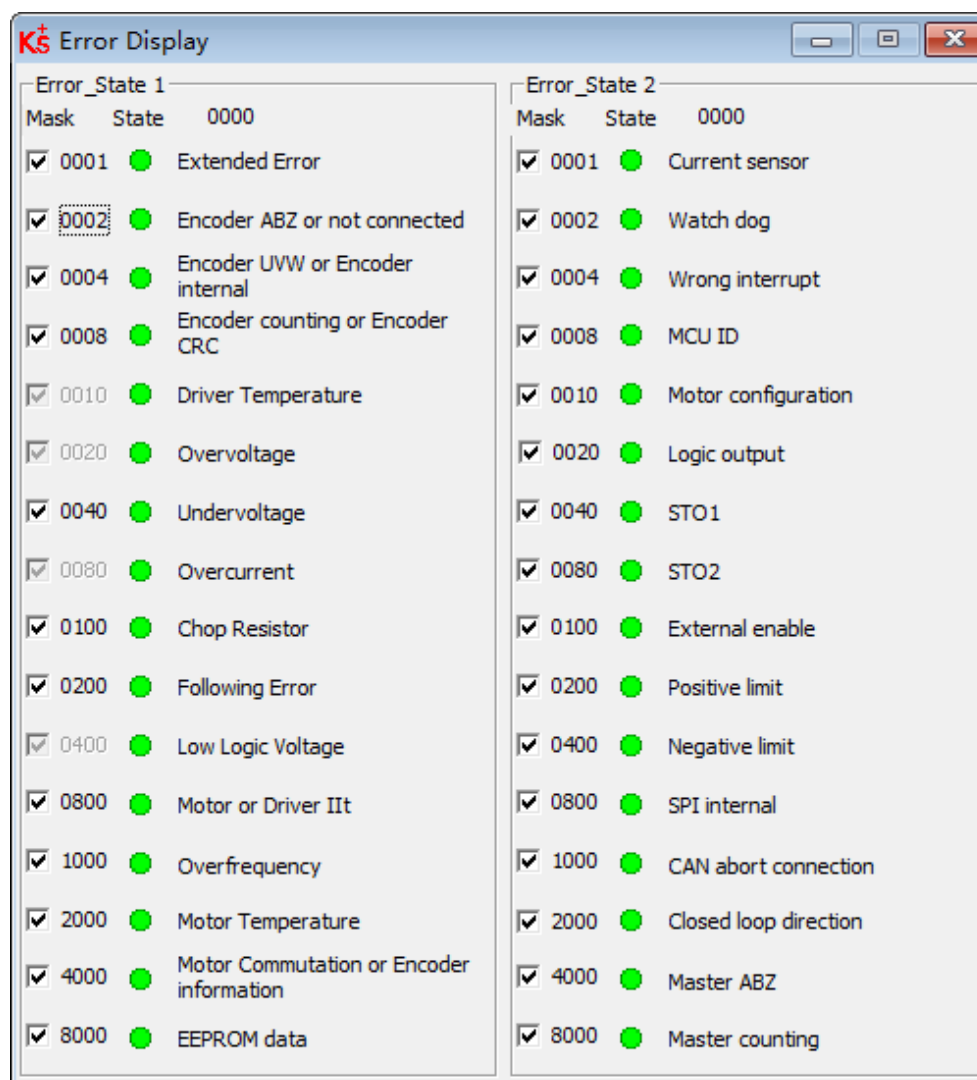 KS+ Error Display
Error_State 1
Mask State 0000
0001 Extended Error
0002 Encoder ABZ or not connected
0004 Encoder UVW or Encoder
internal
0008 Encoder counting or Encoder
CRC
0010 Driver Temperature
0020 Overvoltage
0040 Undervoltage
0080 Overcurrent
0100 Chop Resistor
0200 Following Error
0400 Low Logic Voltage
0800 Motor or Driver IIt
1000 Overfrequency
2000 Motor Temperature
4000 Motor Commutation or Encoder
information
8000 EEPROM data
Error_State 2
Mask State 0000
0001 Current sensor
0002 Watch dog
0004 Wrong interrupt
0008 MCU ID
0010 Motor configuration
0020 Logic output
0040 STO1
0080 STO2
0100 External enable
0200 Positive limit
0400 Negative limit
0800 SPI internal
1000 CAN abort connection
2000 Closed loop direction
4000 Master ABZ
8000 Master counting